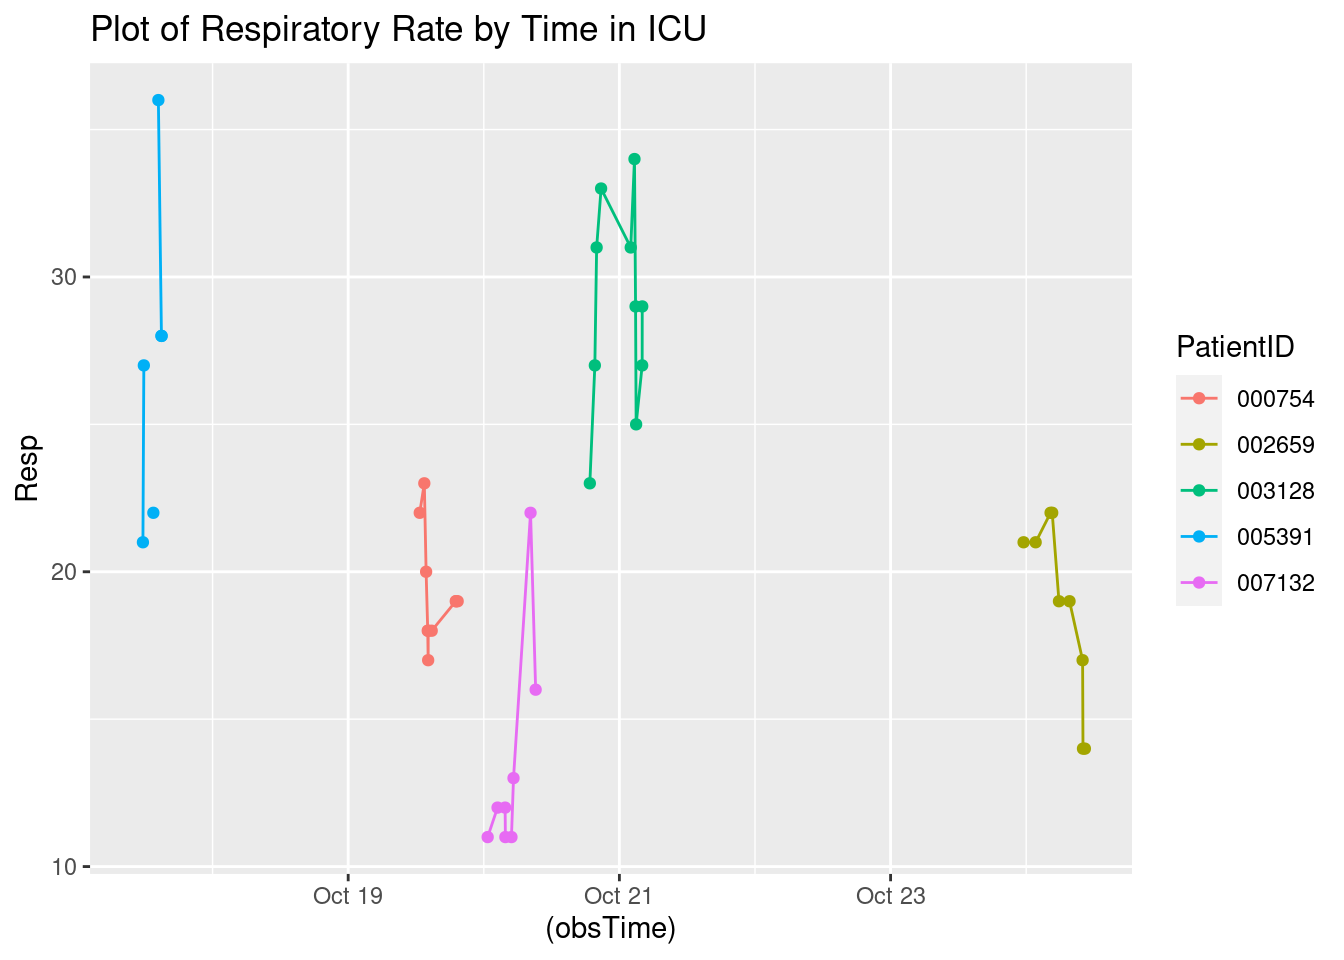 Plot of Respiratory Rate by Time in ICU
Resp
30
20
10
Oct 19 Oct 21 Oct 23
(obsTime)
PatientID
000754
002659
003128
005391
007132